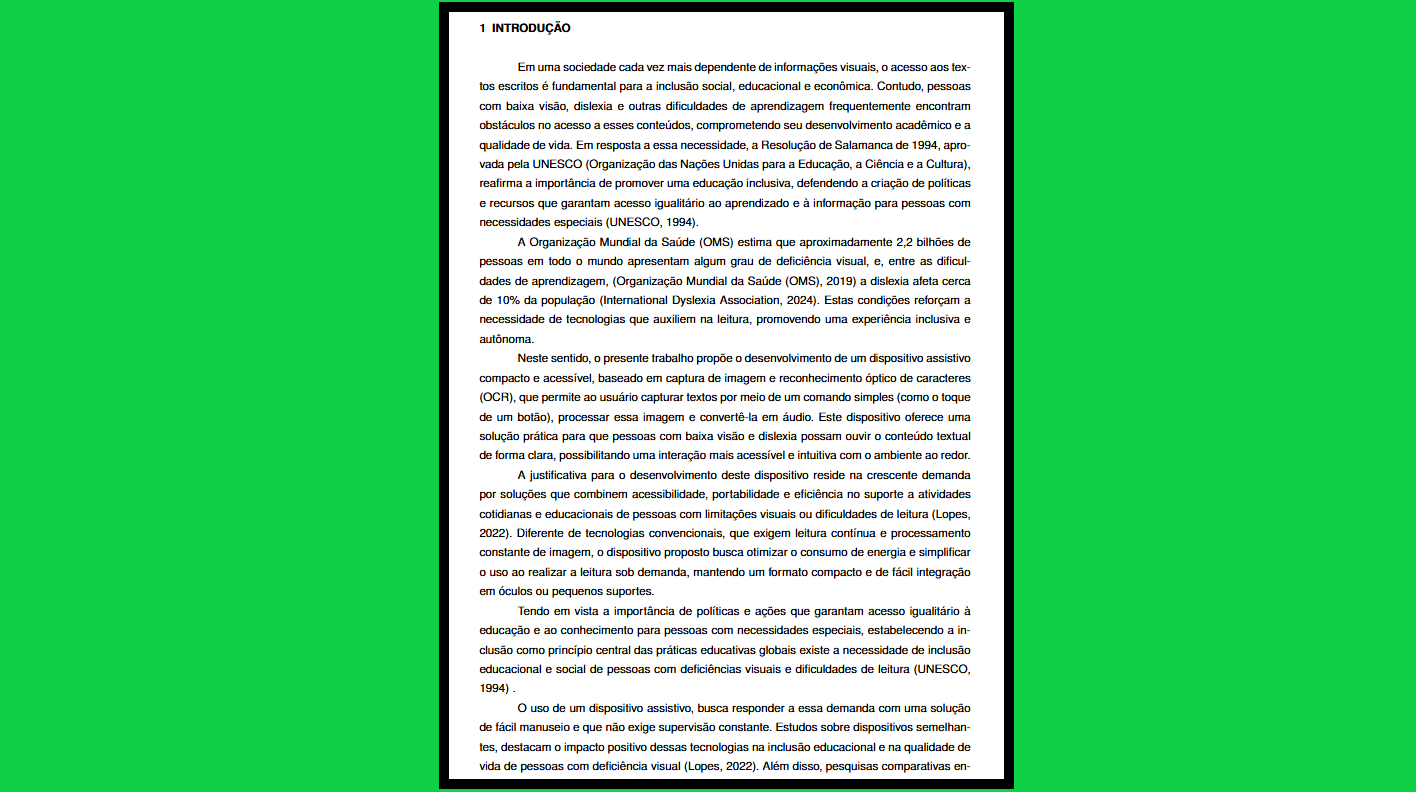 1 INTRODUÇÃO
Em uma sociedade cada vez mais dependente de informações visuais, o acesso aos tex-
tos escritos é fundamental para a inclusão social, educacional e econômica. Contudo, pessoas
com baixa visão, dislexia e outras dificuldades de aprendizagem frequentemente encontram
obstáculos no acesso a esses conteúdos, comprometendo seu desenvolvimento acadêmico e a
qualidade de vida. Em resposta a essa necessidade, a Resolução de Salamanca de 1994, apro-
vada pela UNESCO (Organização das Nações Unidas para a Educação, a Ciência e a Cultura),
reafirma a importância de promover uma educação inclusiva, defendendo a criação de políticas
e recursos que garantam acesso igualitário ao aprendizado e à informação para pessoas com
necessidades especiais (UNESCO, 1994).
A Organização Mundial da Saúde (OMS) estima que aproximadamente 2,2 bilhões de
pessoas em todo o mundo apresentam algum grau de deficiência visual, e, entre as dificul-
dades de aprendizagem, (Organização Mundial da Saúde (OMS), 2019) a dislexia afeta cerca
de 10% da população (International Dyslexia Association, 2024). Estas condições reforçam a
necessidade de tecnologias que auxiliem na leitura, promovendo uma experiência inclusiva e
autônoma.
Neste sentido, o presente trabalho propõe o desenvolvimento de um dispositivo assistivo
compacto e acessível, baseado em captura de imagem e reconhecimento óptico de caracteres
(OCR), que permite ao usuário capturar textos por meio de um comando simples (como o toque
de um botão), processar essa imagem e convertê-la em áudio. Este dispositivo oferece uma
solução prática para que pessoas com baixa visão e dislexia possam ouvir o conteúdo textual
de forma clara, possibilitando uma interação mais acessível e intuitiva com o ambiente ao redor.
A justificativa para o desenvolvimento deste dispositivo reside na crescente demanda
por soluções que combinem acessibilidade, portabilidade e eficiência no suporte a atividades
cotidianas e educacionais de pessoas com limitações visuais ou dificuldades de leitura (Lopes,
2022). Diferente de tecnologias convencionais, que exigem leitura contínua e processamento
constante de imagem, o dispositivo proposto busca otimizar o consumo de energia e simplificar
o uso ao realizar a leitura sob demanda, mantendo um formato compacto e de fácil integração
em óculos ou pequenos suportes.
Tendo em vista a importância de políticas e ações que garantam acesso igualitário à
educação e ao conhecimento para pessoas com necessidades especiais, estabelecendo a in-
clusão como princípio central das práticas educativas globais existe a necessidade de inclusão
educacional e social de pessoas com deficiências visuais e dificuldades de leitura (UNESCO,
1994) .
O uso de um dispositivo assistivo, busca responder a essa demanda com uma solução
de fácil manuseio e que não exige supervisão constante. Estudos sobre dispositivos semelhan-
tes, destacam o impacto positivo dessas tecnologias na inclusão educacional e na qualidade de
vida de pessoas com deficiência visual (Lopes, 2022). Além disso, pesquisas comparativas en-